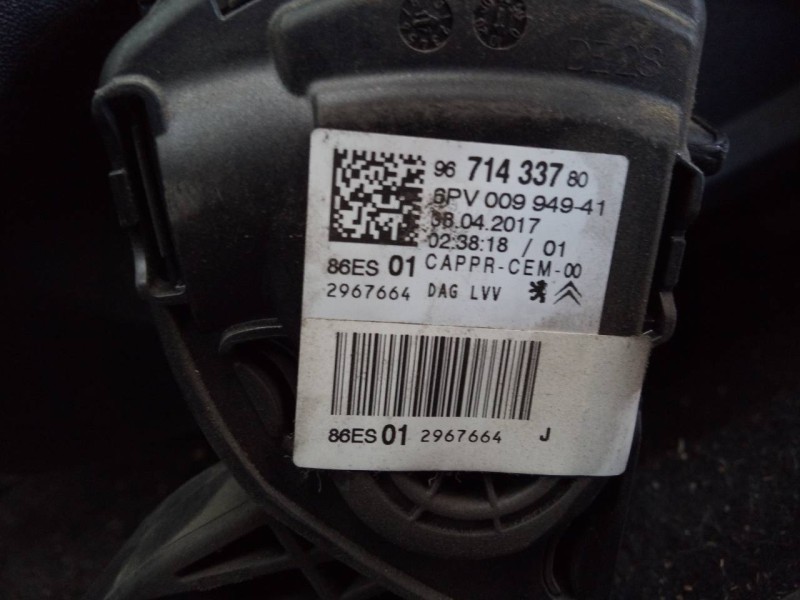 96 714 337 80
6PV 009 949-41
06.04.2017
02:38:18 / 01
86ES 01 CAPPR-CEM-00
2967664 DAG LVV
86ES 01 2967664 J